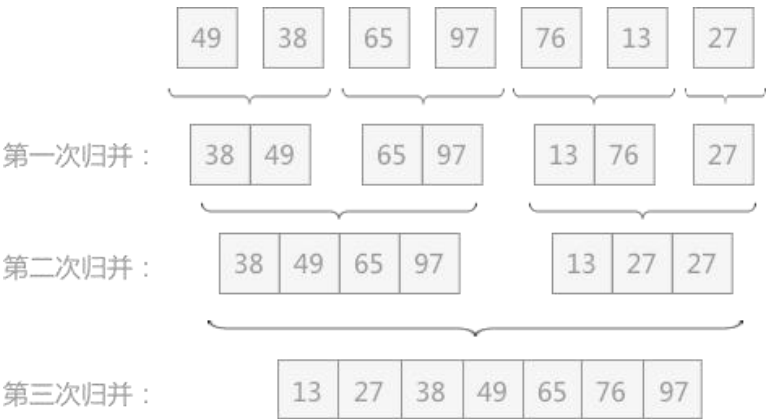 49 38 65 97 76 13 27
第一次归并： 38 49 65 97 13 76 27
第二次归并： 38 49 65 97 13 27 27
第三次归并： 13 27 38 49 65 76 97